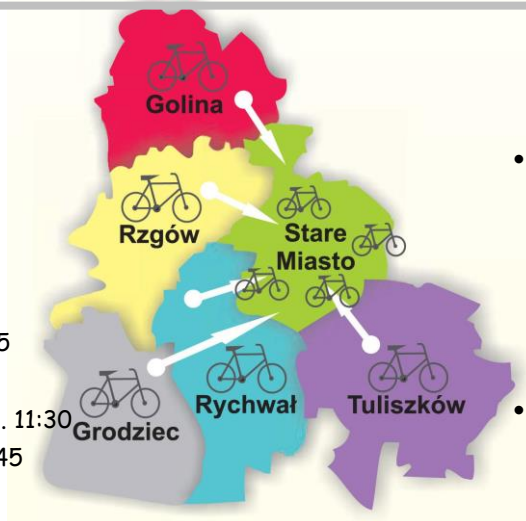 Golina
Rzgów
Stare
Miasto
5
. 11:30
45
Grodziec
Rychwał
Tuliszków
•
•